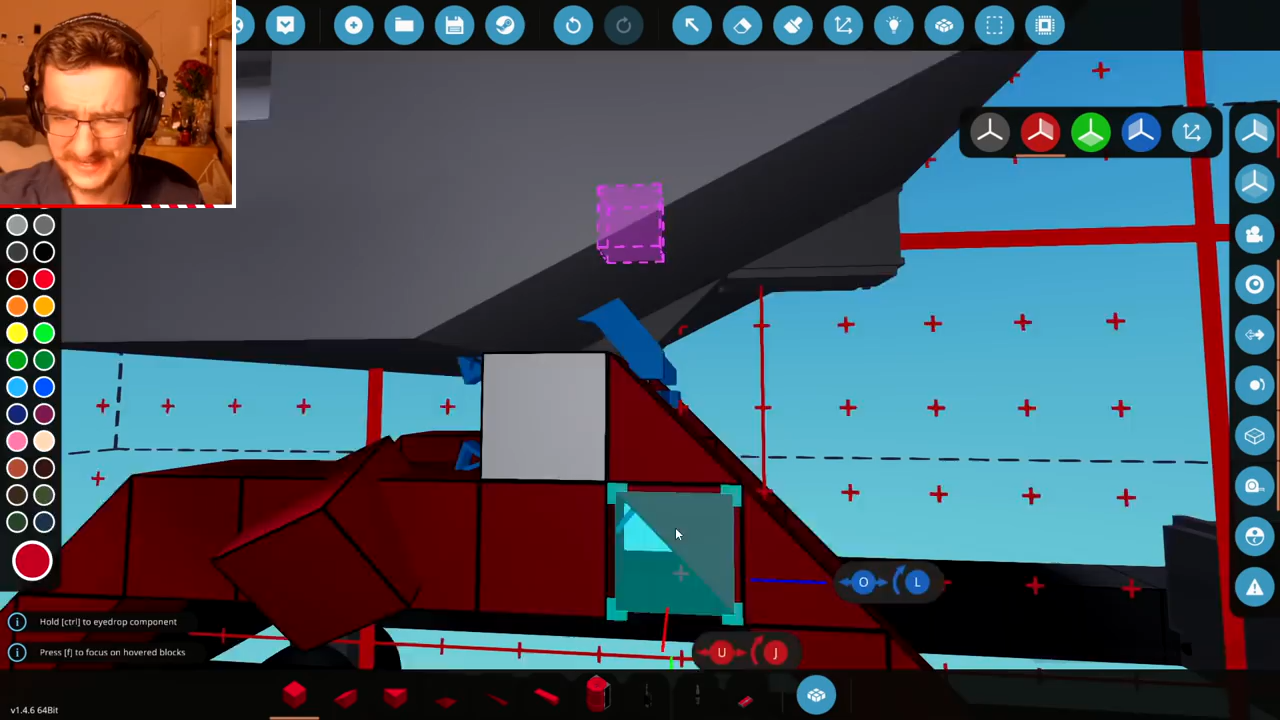 O
L
Hold [ctrl] to eyedrop component
Press [f] to focus on hovered blocks
U
J
v1.4.6 64Bit